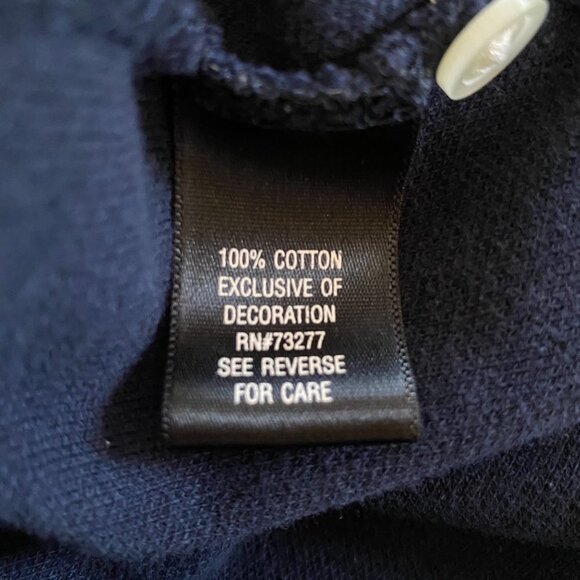 100% COTTON
EXCLUSIVE OF
DECORATION
RN#73277
SEE REVERSE
FOR CARE